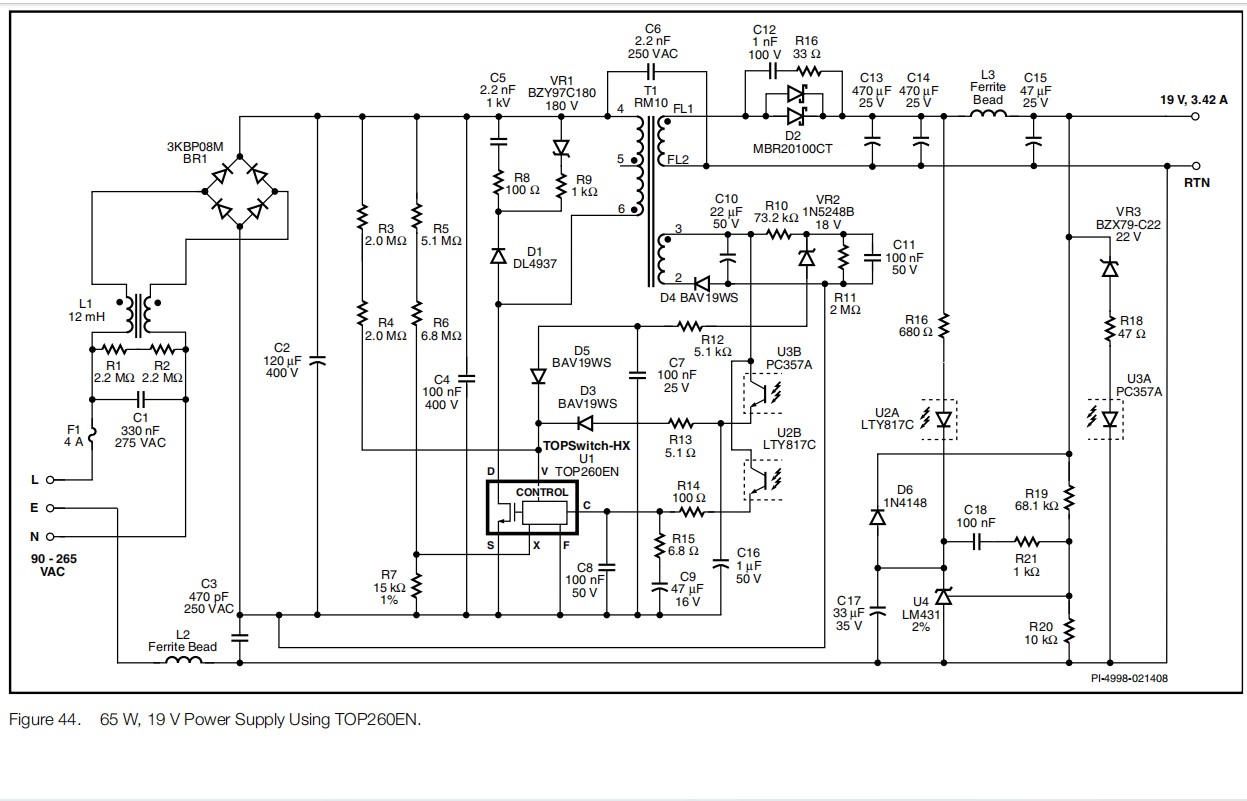 C6
2.2 nF
250 VAC
C12
1 nF
100 V
R16
33 Ω
C5
2.2 nF
1 kV
VR1
BZY97C180
180 V
T1
RM10
4
FL1
5
FL2
6
D2
MBR20100CT
C13
470 μF
25 V
C14
470 μF
25 V
L3
Ferrite
Bead
C15
47 μF
25 V
19 V, 3.42 A
RTN
3KBP08M
BR1
R8
100 Ω
R9
1 kΩ
R3
2.0 MΩ
R5
5.1 MΩ
D1
DL4937
C10
22 μF
50 V
R10
73.2 kΩ
VR2
1N5248B
18 V
3
2
D4 BAV19WS
C11
100 nF
50 V
R11
2 MΩ
VR3
BZX79-C22
22 V
L1
12 mH
R4
2.0 MΩ
R6
6.8 MΩ
R12
5.1 kΩ
R16
680 Ω
R18
47 Ω
R1
2.2 MΩ
R2
2.2 MΩ
C2
120 μF
400 V
C4
100 nF
400 V
D5
BAV19WS
C7
100 nF
25 V
U3B
PC357A
D3
BAV19WS
U3A
PC357A
C1
330 nF
275 VAC
F1
4 A
R13
5.1 Ω
U2B
LTY817C
U2A
LTY817C
TOPSwitch-HX
U1
TOP260EN
D
V
CONTROL
C
S
X
F
R14
100 Ω
R15
6.8 Ω
L
E
N
90 - 265
VAC
D6
1N4148
R19
68.1 kΩ
C18
100 nF
R21
1 kΩ
C3
470 pF
250 VAC
R7
15 kΩ
1%
C8
100 nF
50 V
C9
47 μF
16 V
C16
1 μF
50 V
C17
33 μF
35 V
U4
LM431
2%
R20
10 kΩ
L2
Ferrite Bead
PI-4998-021408
Figure 44. 65 W, 19 V Power Supply Using TOP260EN.